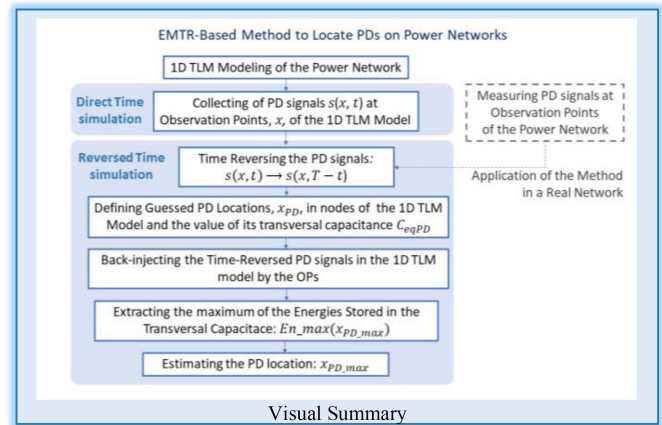 EMTR-Based Method to Locate PDs on Power Networks
1D TLM Modeling of the Power Network
Direct Time
simulation
Collecting of PD signals s(x, t) at
Observation Points, x, of the 1D TLM Model
Measuring PD signals at
Observation Points
of the Power Network
Reversed Time
simulation
Time Reversing the PD signals:
s(x, t) → s(x, T − t)
Application of the Method
in a Real Network
Defining Guessed PD Locations, x_PD, in nodes of the 1D TLM
Model and the value of its transversal capacitance C_eqPD
Back-injecting the Time-Reversed PD signals in the 1D TLM
model by the OPs
Extracting the maximum of the Energies Stored in the
Transversal Capacitace: En_max(x_PD_max)
Estimating the PD location: x_PD_max
Visual Summary